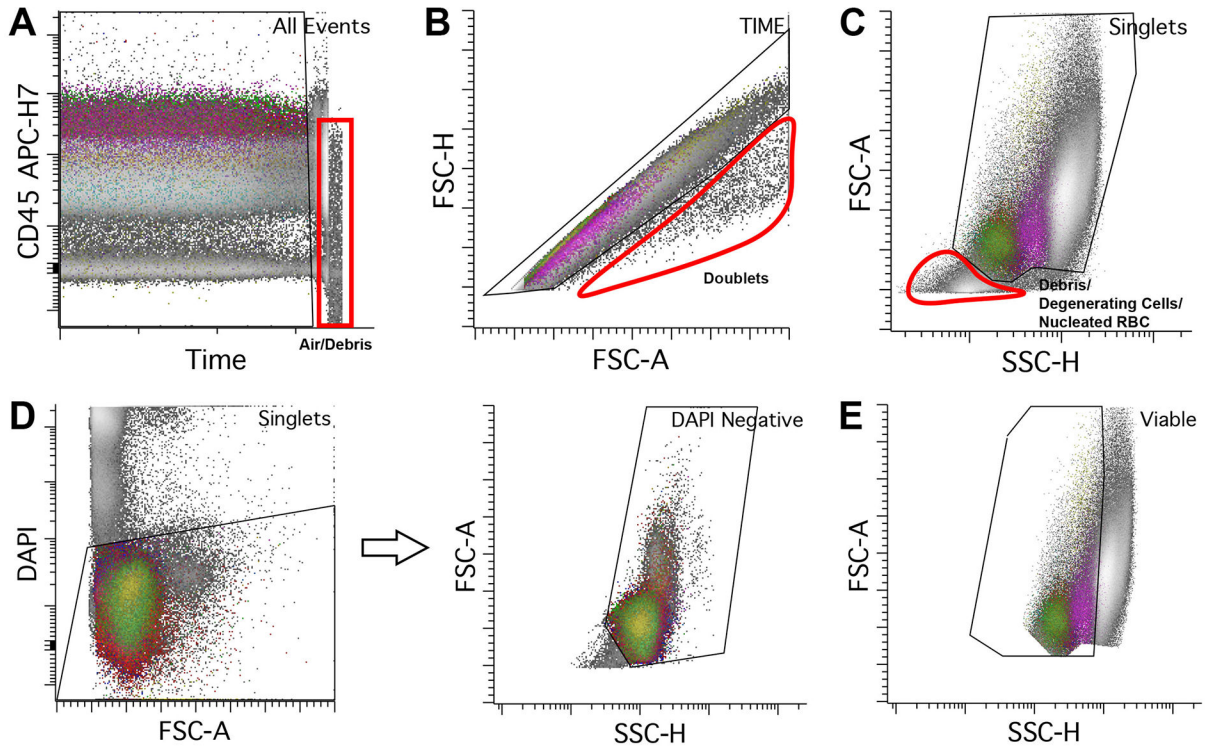 A
All Events
CD45 APC-H7
Time
Air/Debris
B
TIME
FSC-H
Doublets
FSC-A
C
Singlets
FSC-A
Debris/
Degenerating Cells/
Nucleated RBC
SSC-H
D
Singlets
DAPI
FSC-A
DAPI Negative
FSC-A
SSC-H
E
Viable
FSC-A
SSC-H